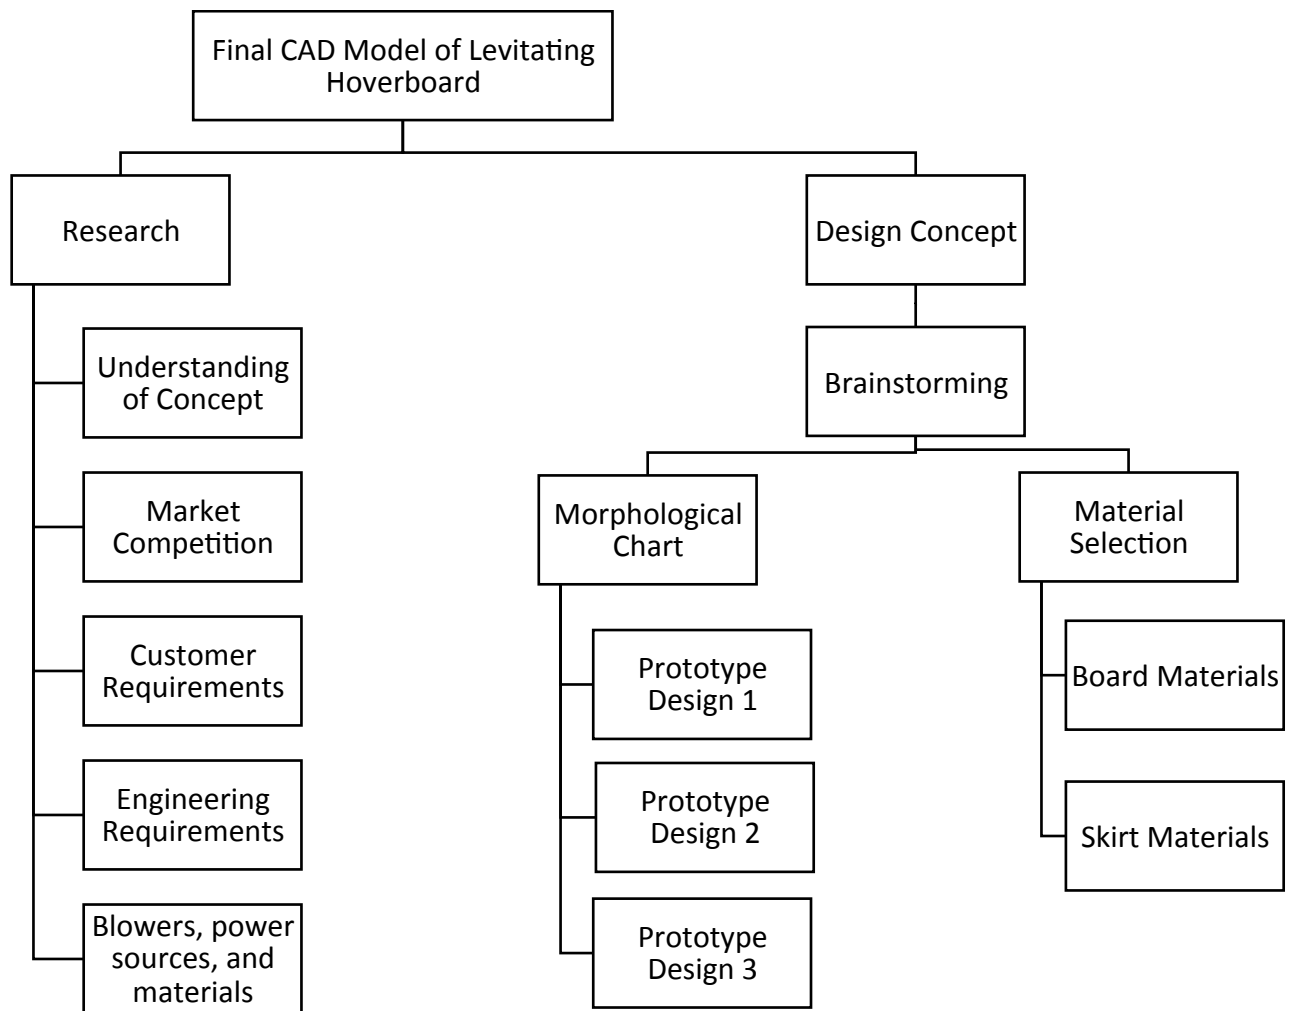 Final CAD Model of Levitating
Hoverboard
Research
Design Concept
Understanding
of Concept
Brainstorming
Market
Competition
Morphological
Chart
Material
Selection
Customer
Requirements
Prototype
Design 1
Board Materials
Engineering
Requirements
Prototype
Design 2
Skirt Materials
Blowers, power
sources, and
materials
Prototype
Design 3